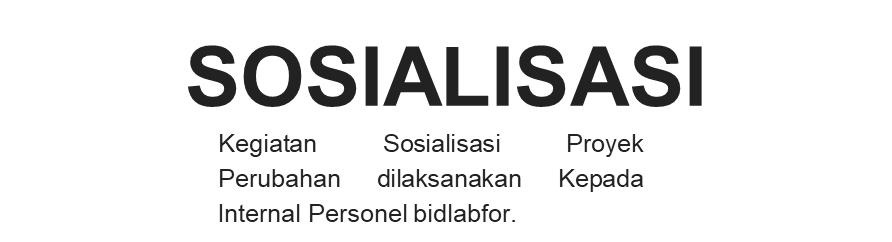 SOSIALISASI
Kegiatan Sosialisasi Proyek
Perubahan dilaksanakan Kepada
Internal Personel bidlabfor.